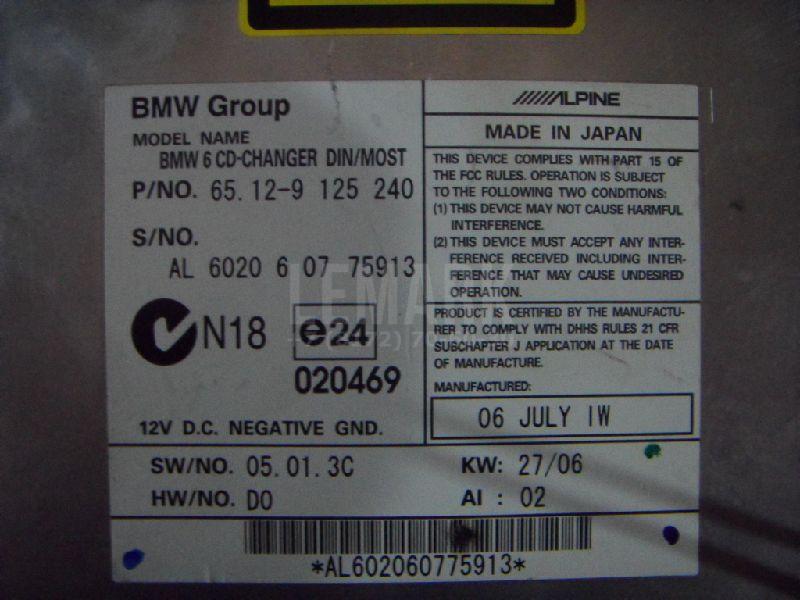 BMW Group
MODEL NAME
BMW 6 CD-CHANGER DIN/MOST
P/NO. 65.12-9 125 240
S/NO.
AL 6020 6 07 75913
N18 e24
020469
12V D.C. NEGATIVE GND.
ALPINE
MADE IN JAPAN
THIS DEVICE COMPLIES WITH PART 15 OF
THE FCC RULES. OPERATION IS SUBJECT
TO THE FOLLOWING TWO CONDITIONS:
(1) THIS DEVICE MAY NOT CAUSE HARMFUL
INTERFERENCE.
(2) THIS DEVICE MUST ACCEPT ANY INTER-
FERENCE RECEIVED INCLUDING INTER-
FERENCE THAT MAY CAUSE UNDESIRED
OPERATION.
PRODUCT IS CERTIFIED BY THE MANUFACTU-
RER TO COMPLY WITH DHHS RULES 21 CFR
SUBCHAPTER J APPLICATION AT THE DATE
OF MANUFACTURE.
MANUFACTURED:
06 JULY IW
SW/NO. 05.01.3C KW: 27/06
HW/NO. D0 AI : 02
*AL602060775913*